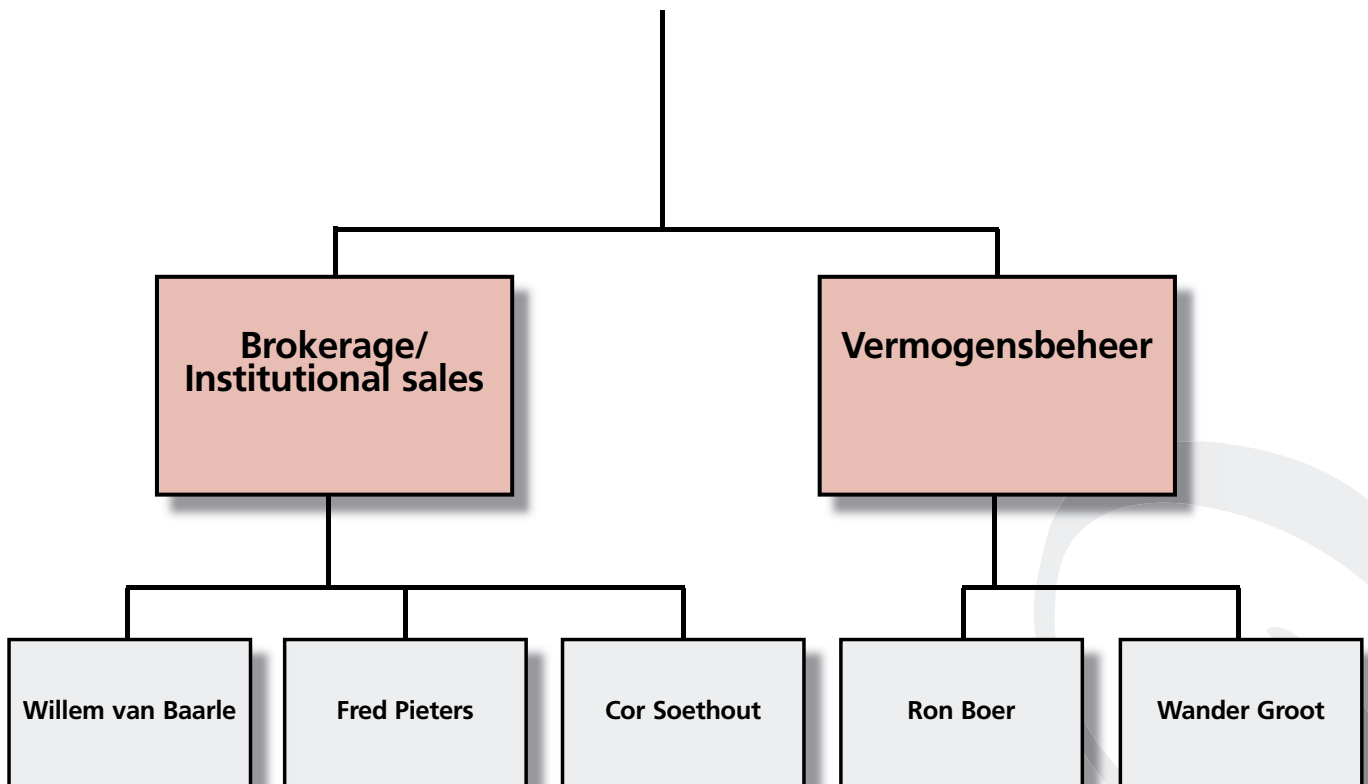 Brokerage/
Institutional sales
Vermogensbeheer
Willem van Baarle
Fred Pieters
Cor Soethout
Ron Boer
Wander Groot